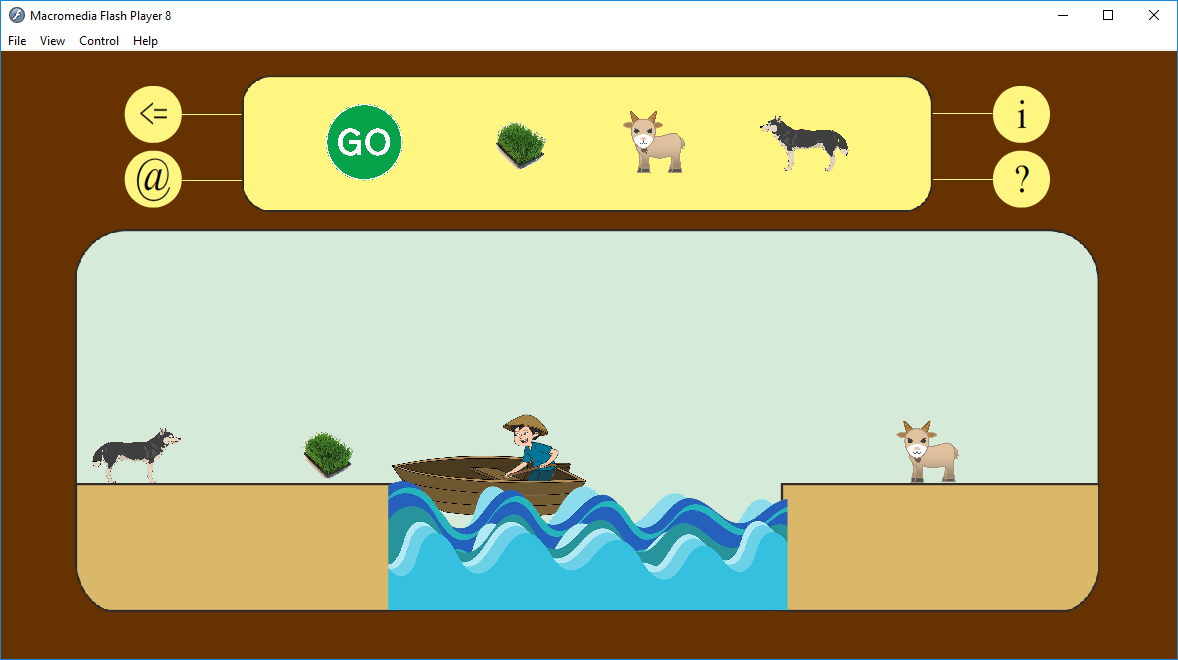 Macromedia Flash Player 8
File View Control Help
<=
GO
i
@
?